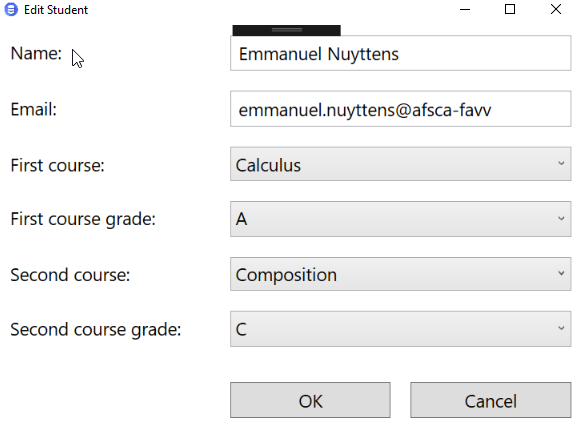 Edit Student
Name: Emmanuel Nuyttens
Email: emmanuel.nuyttens@afsca-favv
First course: Calculus
First course grade: A
Second course: Composition
Second course grade: C
OK Cancel